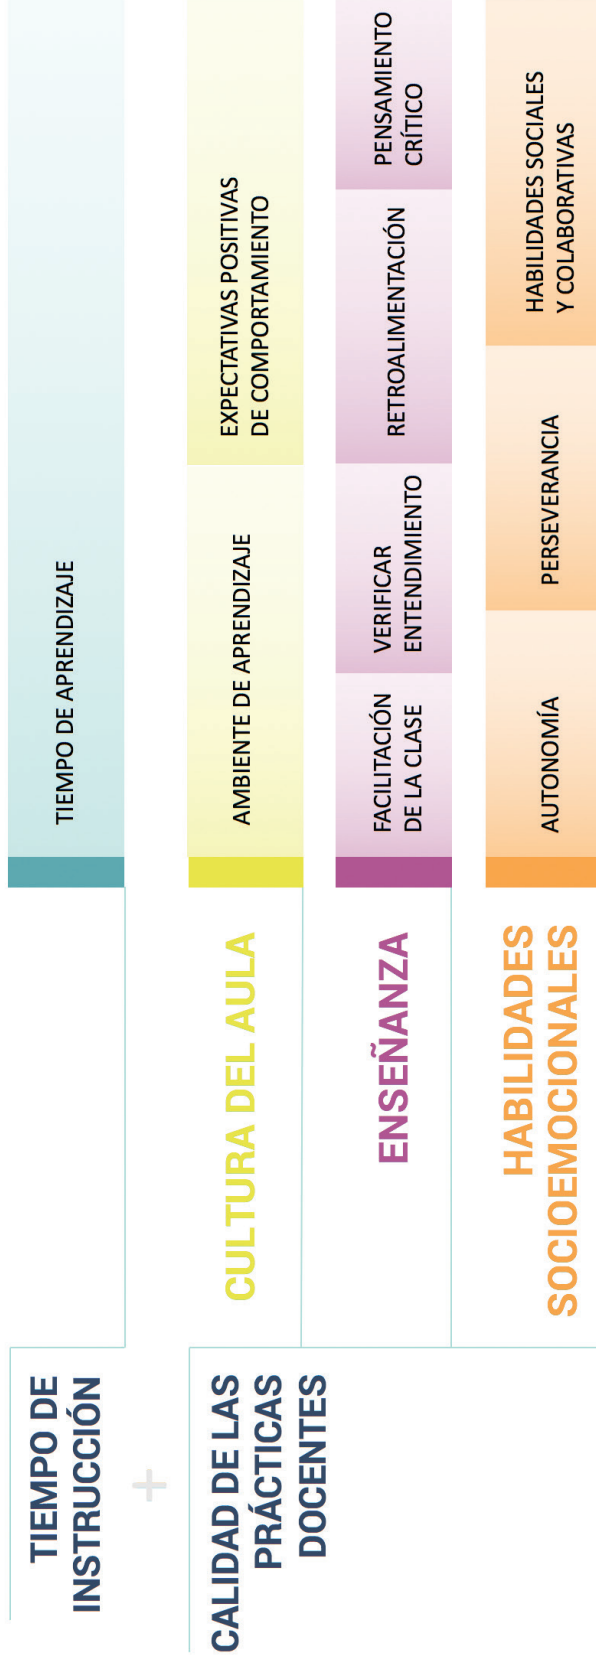 TIEMPO DE
INSTRUCCIÓN
TIEMPO DE APRENDIZAJE
+
CALIDAD DE LAS
PRÁCTICAS
DOCENTES
CULTURA DEL AULA
AMBIENTE DE APRENDIZAJE
EXPECTATIVAS POSITIVAS
DE COMPORTAMIENTO
ENSEÑANZA
FACILITACIÓN
DE LA CLASE
VERIFICAR
ENTENDIMIENTO
RETROALIMENTACIÓN
PENSAMIENTO
CRÍTICO
HABILIDADES
SOCIOEMOCIONALES
AUTONOMÍA
PERSEVERANCIA
HABILIDADES SOCIALES
Y COLABORATIVAS